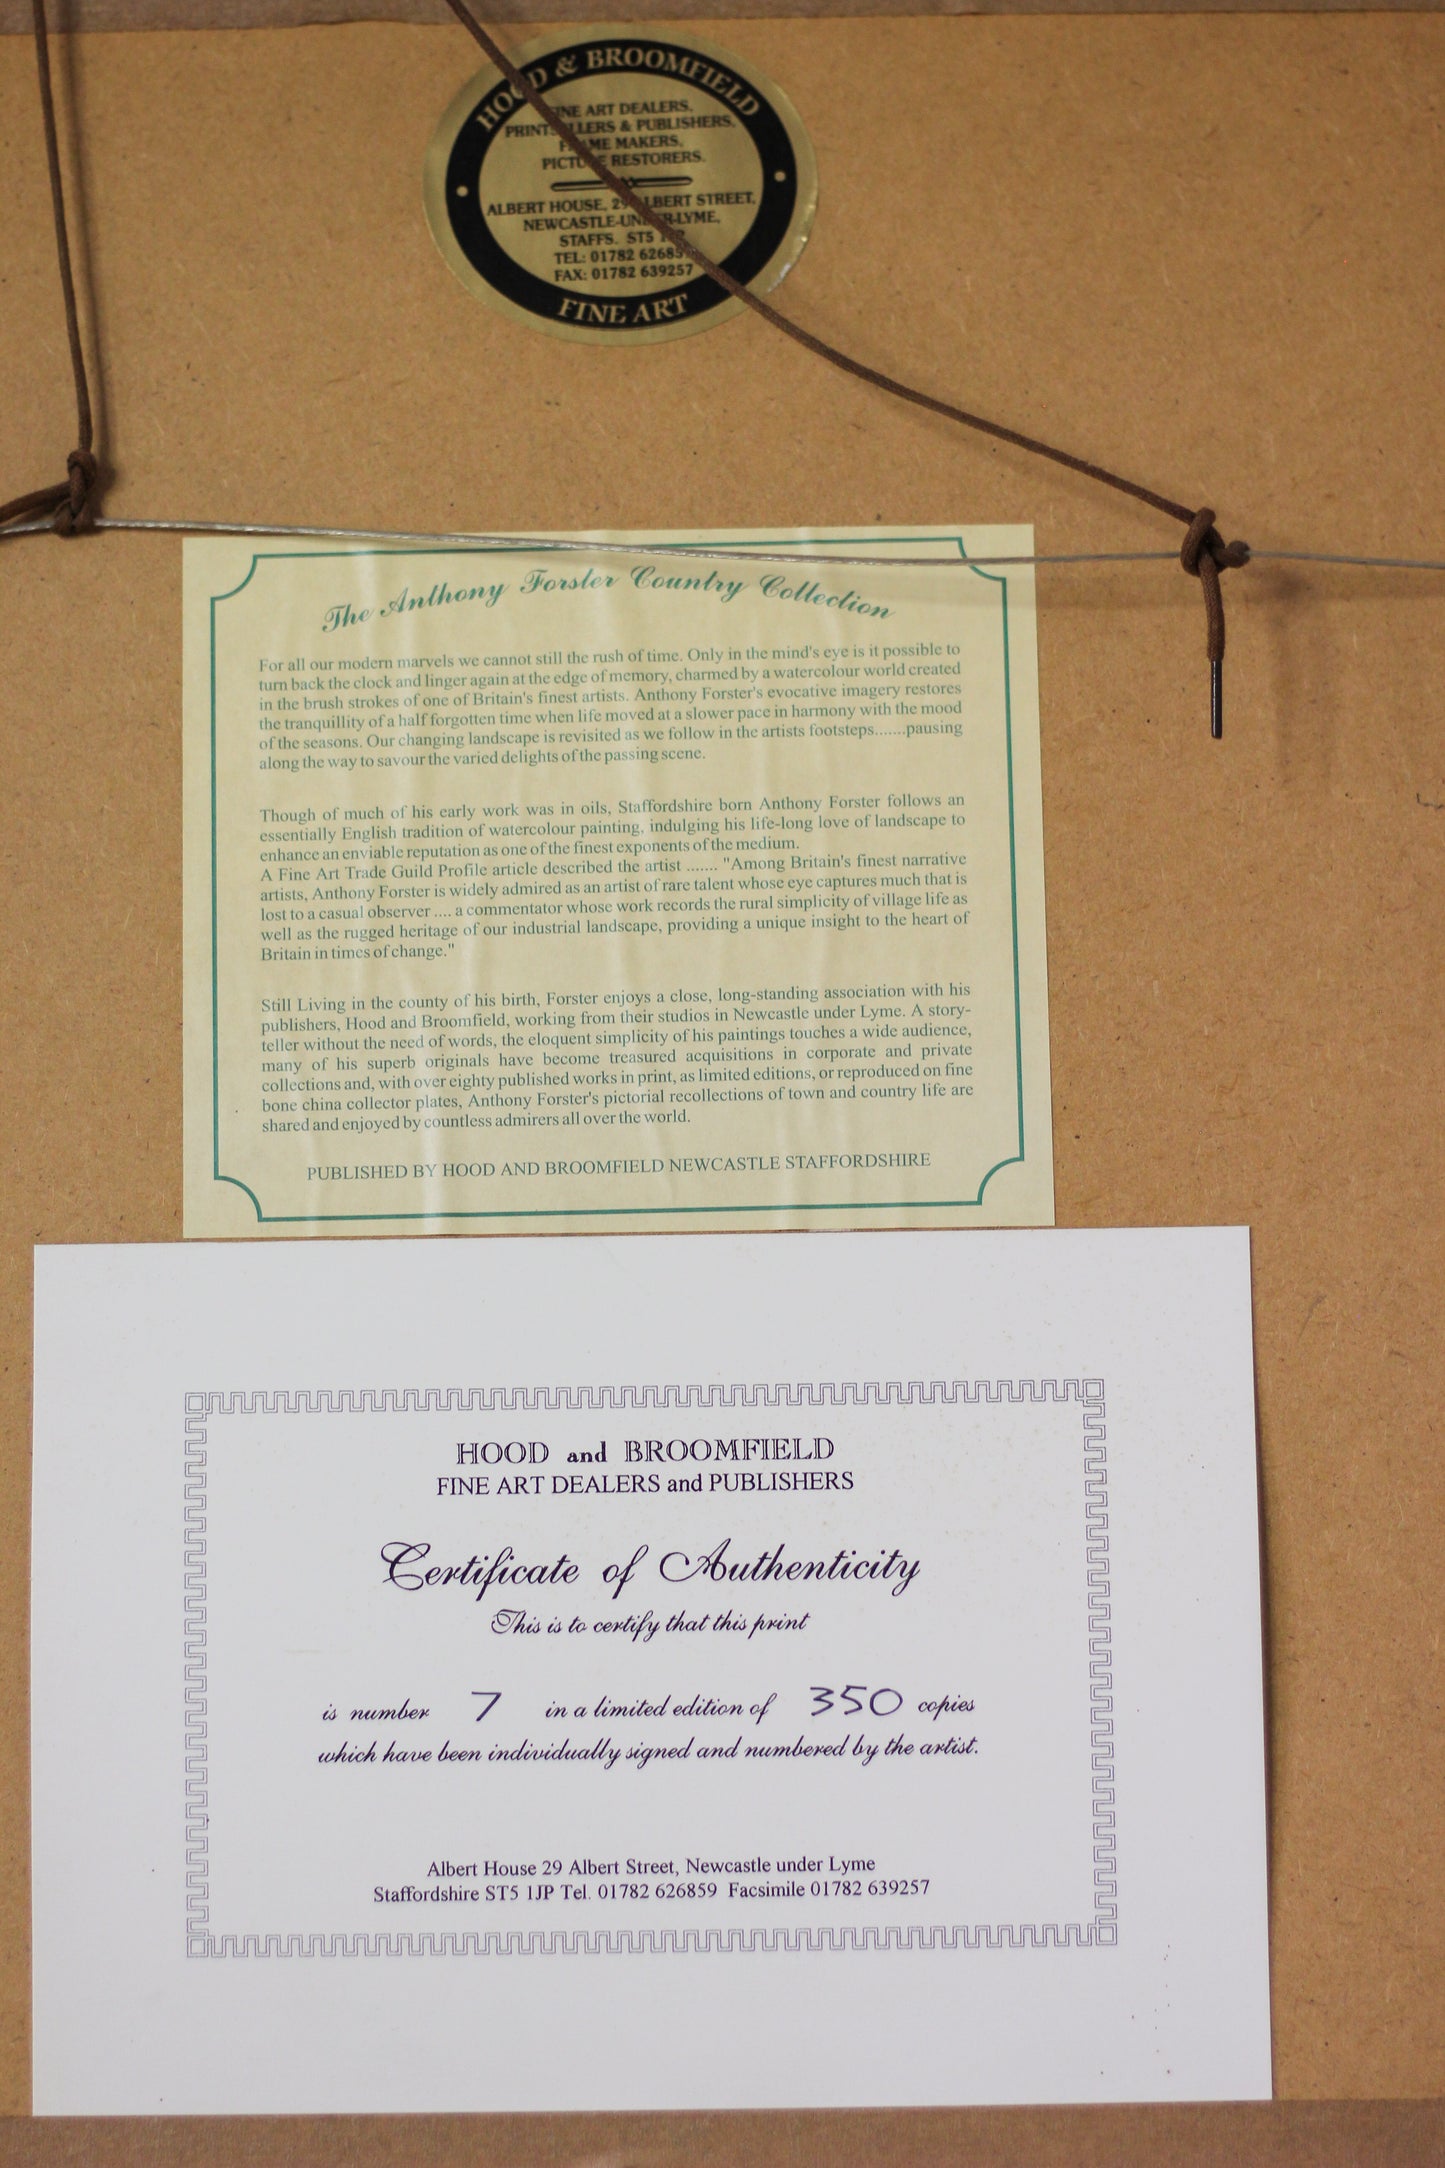 HOOD & BROOMFIELD
FINE ART DEALERS.
PRINTSELLERS & PUBLISHERS.
FRAME MAKERS.
PICTURE RESTORERS.
ALBERT HOUSE, 29 ALBERT STREET,
NEWCASTLE-UNDER-LYME,
STAFFS. ST5
TEL: 01782 62685
FAX: 01782 639257
FINE ART
The Anthony Forster Country Collection
For all our modern marvels we cannot still the rush of time. Only in the mind's eye is it possible to
turn back the clock and linger again at the edge of memory, charmed by a watercolour world created
in the brush strokes of one of Britain's finest artists. Anthony Forster's evocative imagery restores
the tranquillity of a half forgotten time when life moved at a slower pace in harmony with the mood
of the seasons. Our changing landscape is revisited as we follow in the artists footsteps.......pausing
along the way to savour the varied delights of the passing scene.
Though of much of his early work was in oils, Staffordshire born Anthony Forster follows an
essentially English tradition of watercolour painting, indulging his life-long love of landscape to
enhance an enviable reputation as one of the finest exponents of the medium.
A Fine Art Trade Guild Profile article described the artist ....... "Among Britain's finest narrative
artists, Anthony Forster is widely admired as an artist of rare talent whose eye captures much that is
lost to a casual observer .... a commentator whose work records the rural simplicity of village life as
well as the rugged heritage of our industrial landscape, providing a unique insight to the heart of
Britain in times of change."
Still Living in the county of his birth, Forster enjoys a close, long-standing association with his
publishers, Hood and Broomfield, working from their studios in Newcastle under Lyme. A story-
teller without the need of words, the eloquent simplicity of his paintings touches a wide audience,
many of his superb originals have become treasured acquisitions in corporate and private
collections and, with over eighty published works in print, as limited editions, or reproduced on fine
bone china collector plates, Anthony Forster's pictorial recollections of town and country life are
shared and enjoyed by countless admirers all over the world.
PUBLISHED BY HOOD AND BROOMFIELD NEWCASTLE STAFFORDSHIRE
HOOD and BROOMFIELD
FINE ART DEALERS and PUBLISHERS
Certificate of Authenticity
This is to certify that this print
is number 7 in a limited edition of 350 copies
which have been individually signed and numbered by the artist.
Albert House 29 Albert Street, Newcastle under Lyme
Staffordshire ST5 1JP Tel. 01782 626859 Facsimile 01782 639257